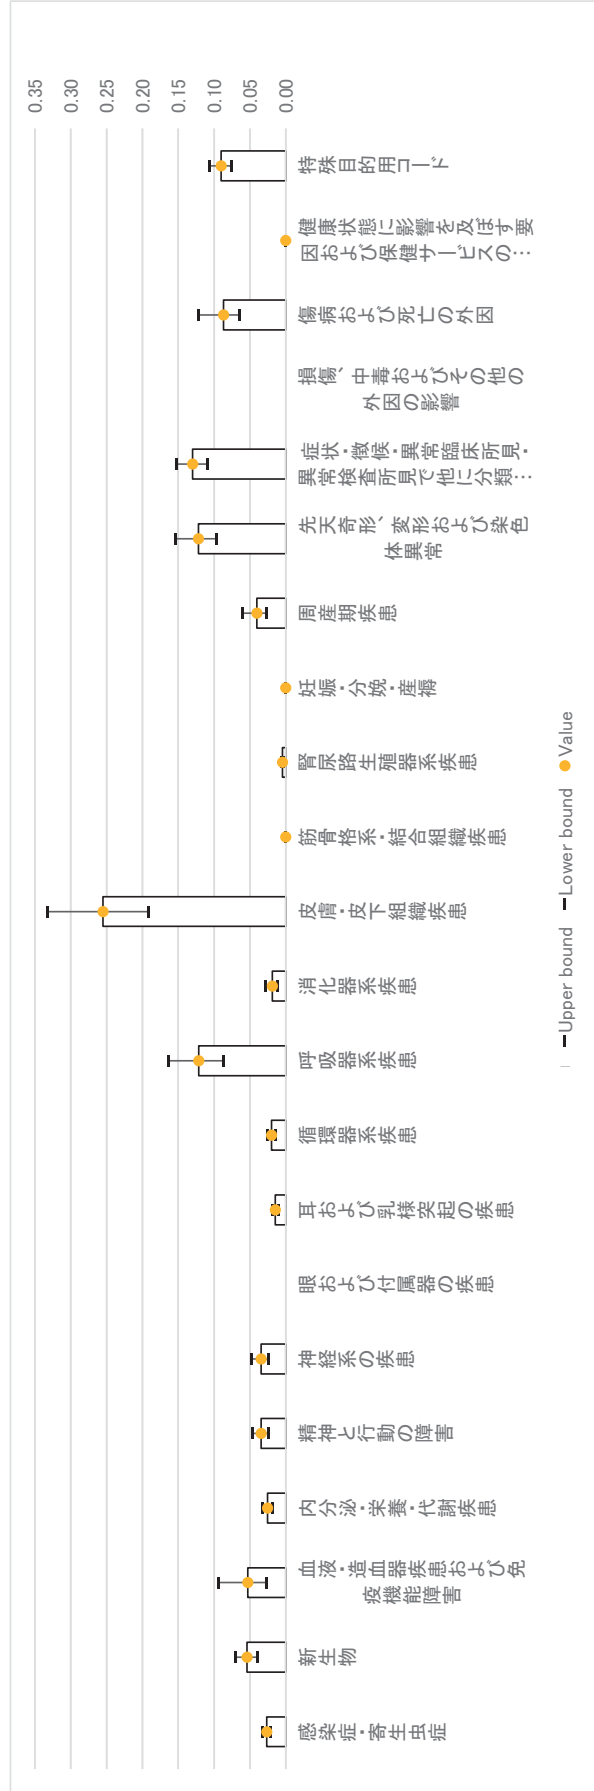 0.35
0.30
0.25
0.20
0.15
0.10
0.05
0.00
感染症・寄生虫症
新生物
血液・造血器疾患および免
疫機能障害
内分泌・栄養・代謝疾患
精神と行動の障害
神経系の疾患
眼および付属器の疾患
耳および乳様突起の疾患
循環器系疾患
呼吸器系疾患
消化器系疾患
皮膚・皮下組織疾患
筋骨格系・結合組織疾患
腎尿路生殖器系疾患
妊娠・分娩・産褥
周産期疾患
先天奇形、変形および染色
体異常
症状・徴候・異常臨床所見・
異常検査所見で他に分類…
損傷、中毒およびその他の
外因の影響
傷病および死亡の外因
健康状態に影響を及ぼす要
因および保健サービスの…
特殊目的用コード
Upper bound Lower bound Value